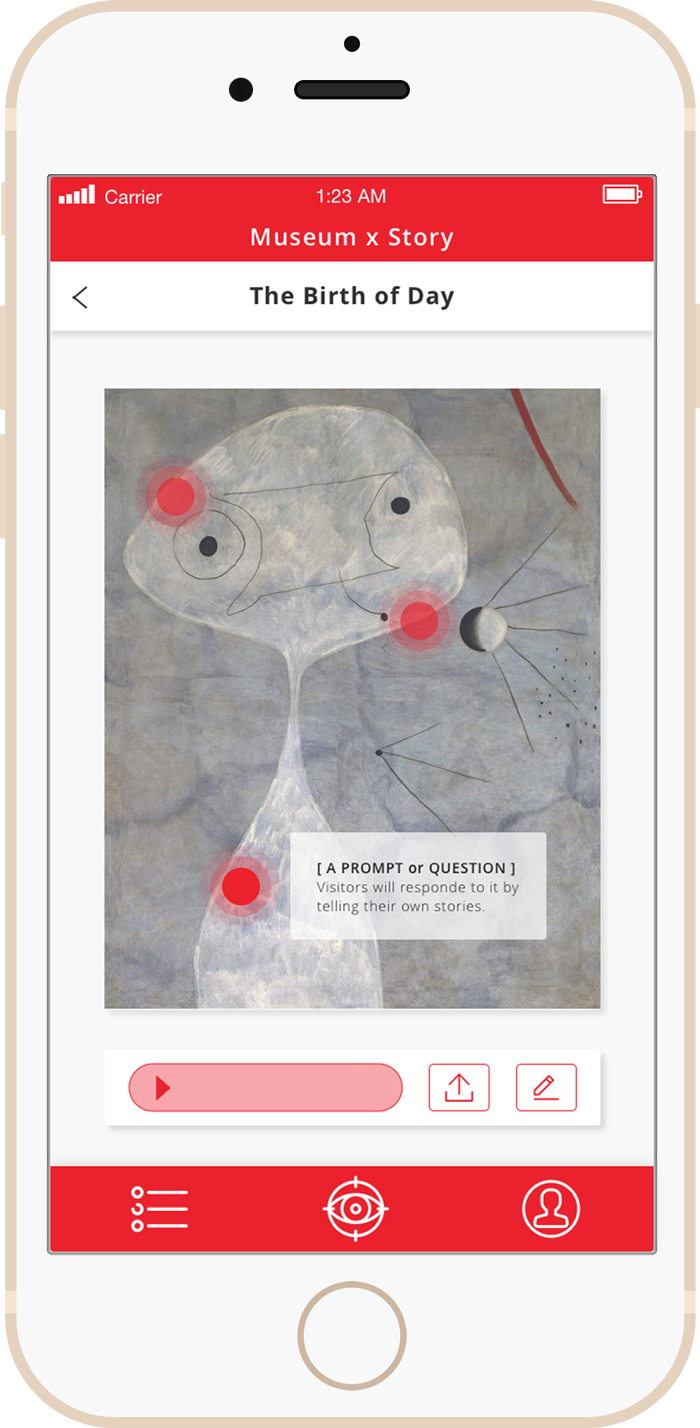 Carrier 1:23 AM
Museum x Story
The Birth of Day
[ A PROMPT or QUESTION ]
Visitors will responde to it by
telling their own stories.